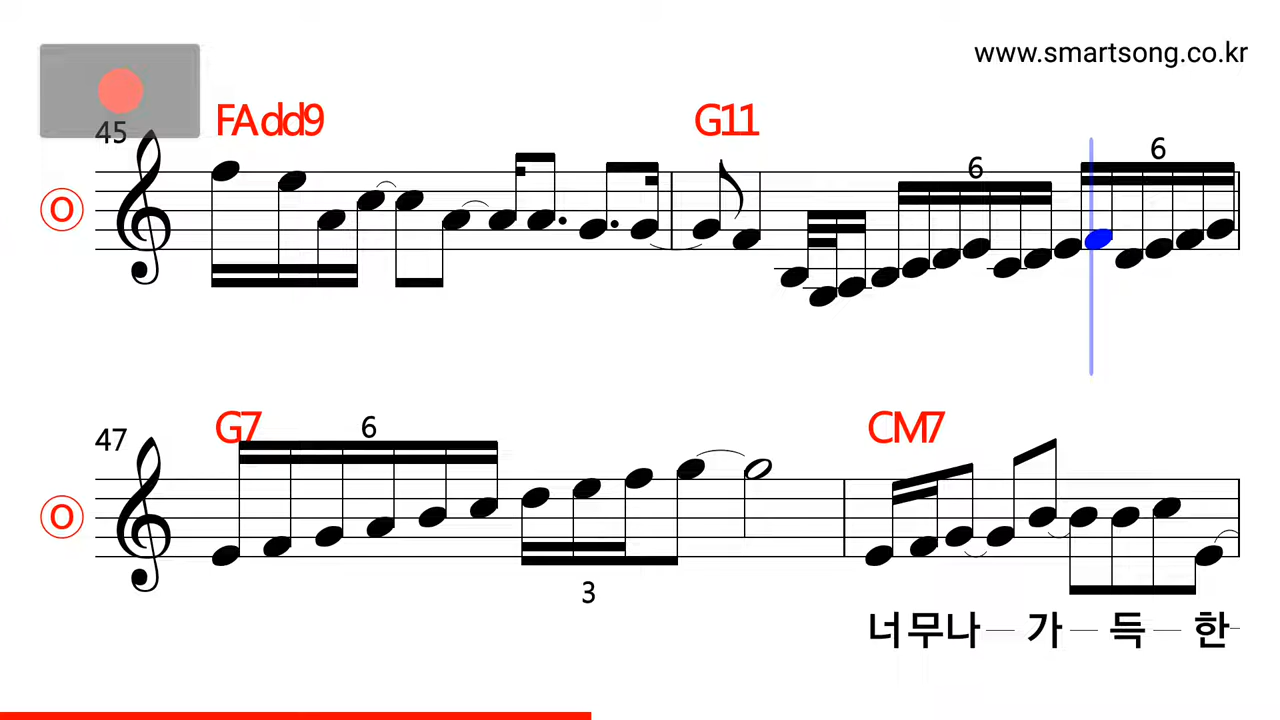 www.smartsong.co.kr
45
FAdd9
G11
6
6
O
47
G7
6
CM7
O
3
너무나 — 가 — 득 — 한-